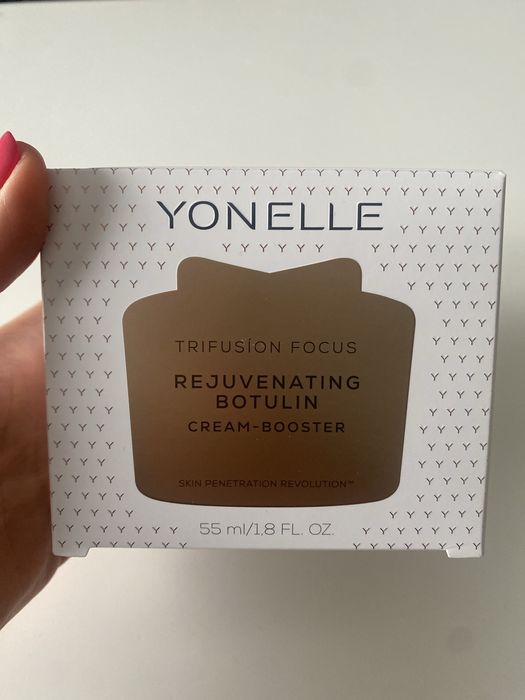 YONELLE
TRIFUSÍON FOCUS
REJUVENATING
BOTULIN
CREAM-BOOSTER
SKIN PENETRATION REVOLUTION™
55 ml/1,8 FL. OZ.